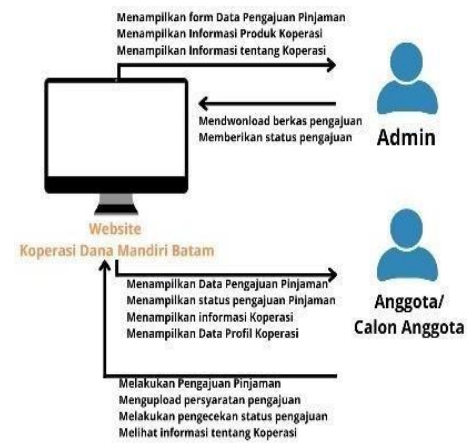 Menampilkan form Data Pengajuan Pinjaman
Menampilkan Informasi Produk Koperasi
Menampilkan Informasi tentang Koperasi
Mendwonload berkas pengajuan
Memberikan status pengajuan
Admin
Website
Koperasi Dana Mandiri Batam
Menampilkan Data Pengajuan Pinjaman
Menampilkan status pengajuan Pinjaman
Menampilkan informasi Koperasi
Menampilkan Data Profil Koperasi
Anggota/
Calon Anggota
Melakukan Pengajuan Pinjaman
Mengupload persyaratan pengajuan
Melakukan pengecekan status pengajuan
Melihat informasi tentang Koperasi